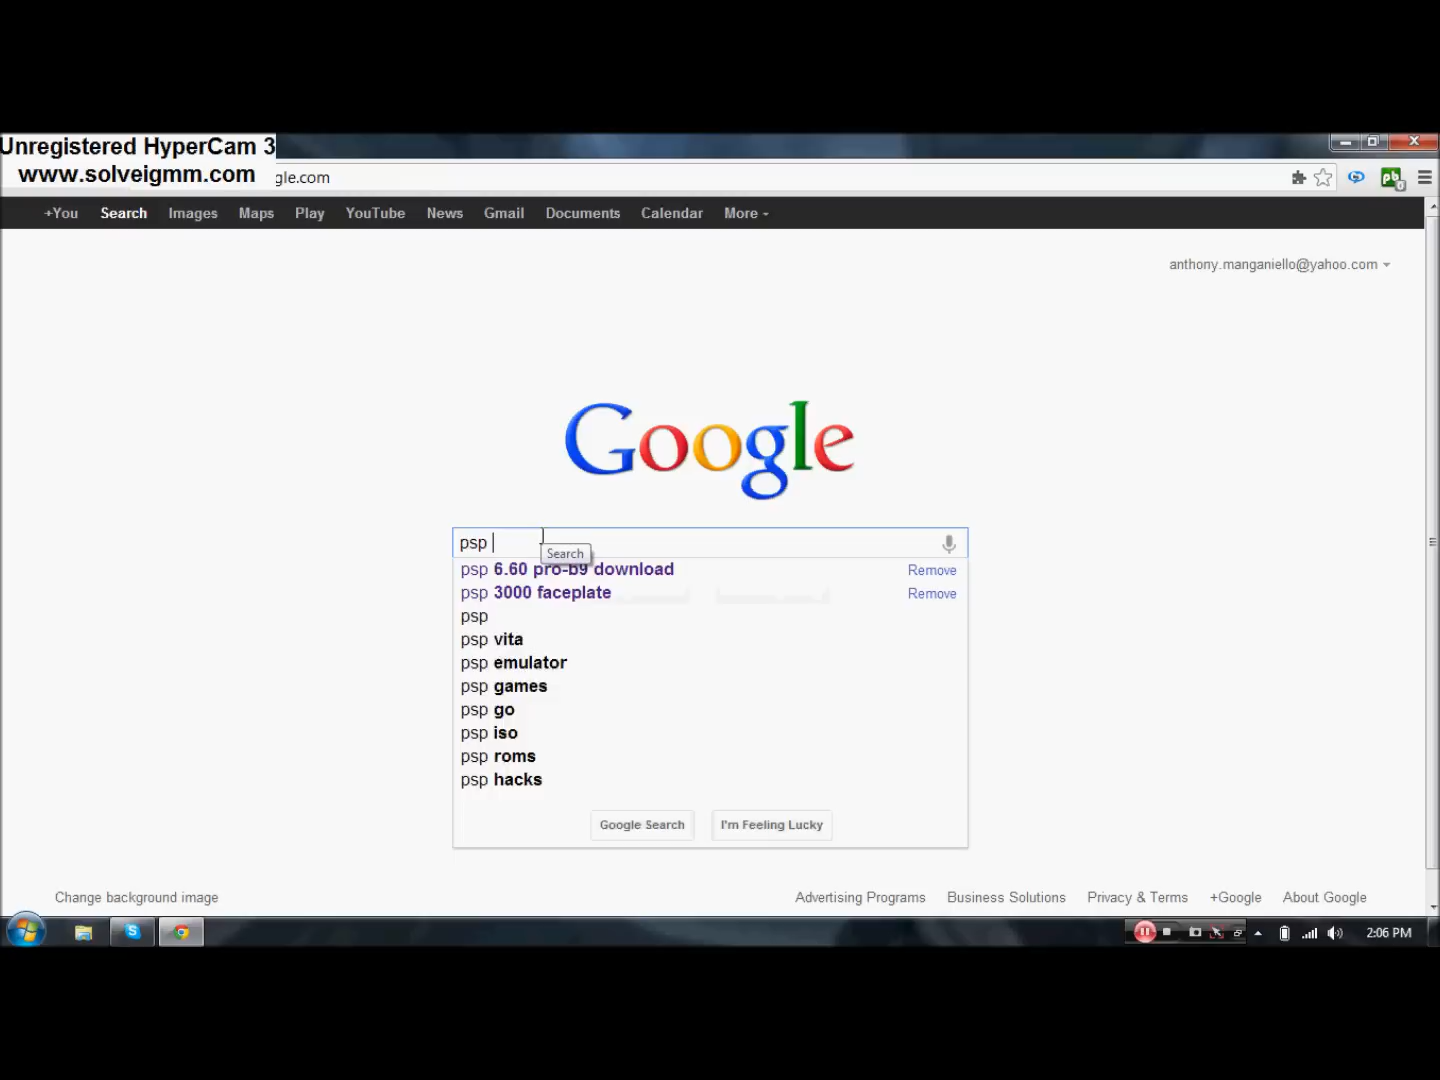 Unregistered HyperCam 3
www.solveigmm.com
gle.com
pb
0
+You Search Images Maps Play YouTube News Gmail Documents Calendar More
anthony.manganiello@yahoo.com
Google
psp
Search
psp 6.60 pro-b9 download Remove
psp 3000 faceplate Remove
psp
psp vita
psp emulator
psp games
psp go
psp iso
psp roms
psp hacks
Google Search I'm Feeling Lucky
Change background image Advertising Programs Business Solutions Privacy & Terms +Google About Google
2:06 PM